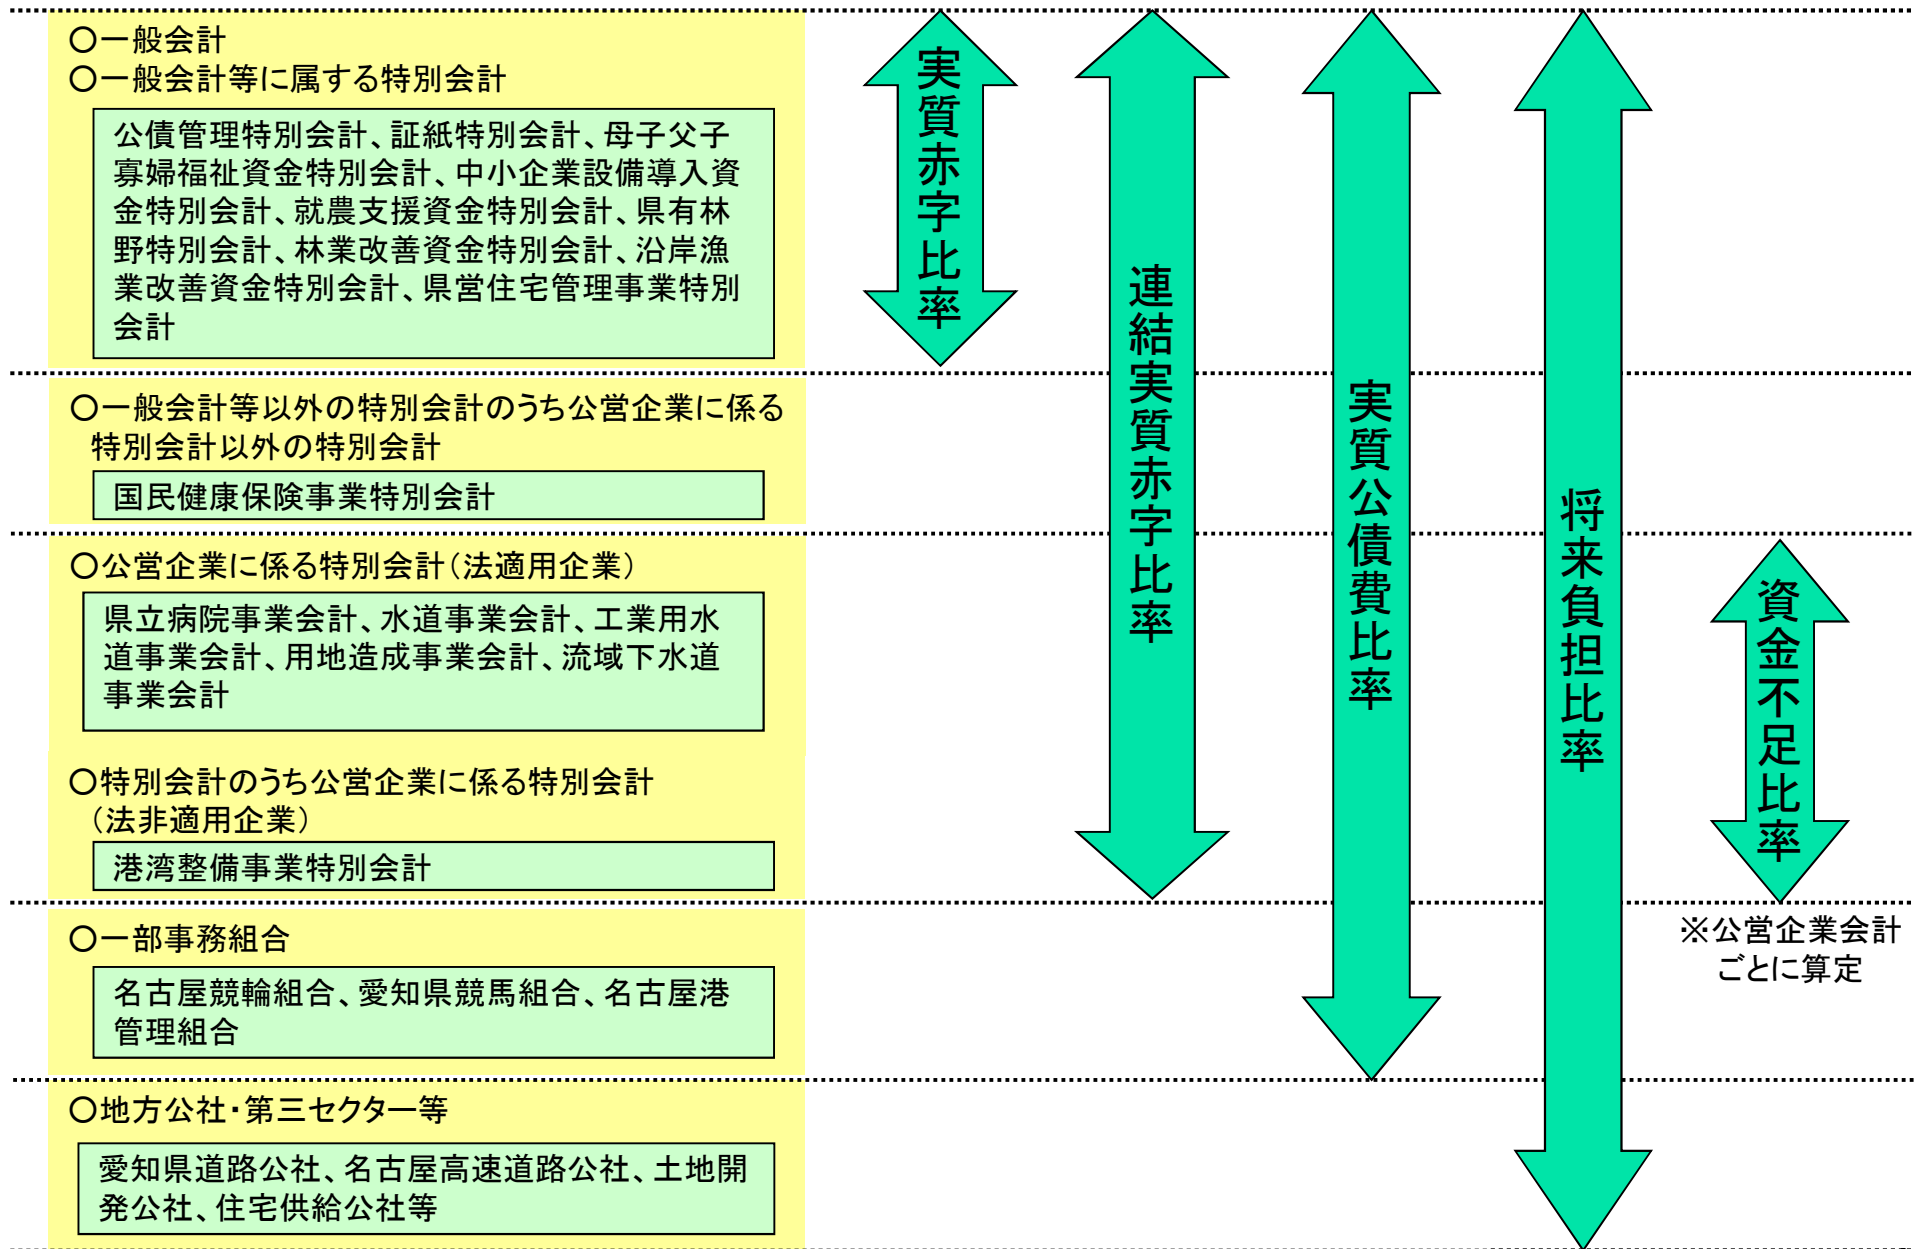 〇一般会計
〇一般会計等に属する特別会計
公債管理特別会計、証紙特別会計、母子父子
寡婦福祉資金特別会計、中小企業設備導入資
金特別会計、就農支援資金特別会計、県有林
野特別会計、林業改善資金特別会計、沿岸漁
業改善資金特別会計、県営住宅管理事業特別
会計
〇一般会計等以外の特別会計のうち公営企業に係る
特別会計以外の特別会計
国民健康保険事業特別会計
〇公営企業に係る特別会計（法適用企業）
県立病院事業会計、水道事業会計、工業用水
道事業会計、用地造成事業会計、流域下水道
事業会計
〇特別会計のうち公営企業に係る特別会計
（法非適用企業）
港湾整備事業特別会計
〇一部事務組合
名古屋競輪組合、愛知県競馬組合、名古屋港
管理組合
〇地方公社・第三セクター等
愛知県道路公社、名古屋高速道路公社、土地開
発公社、住宅供給公社等
実質赤字比率
連結実質赤字比率
実質公債費比率
将来負担比率
資金不足比率
※公営企業会計
ごとに算定